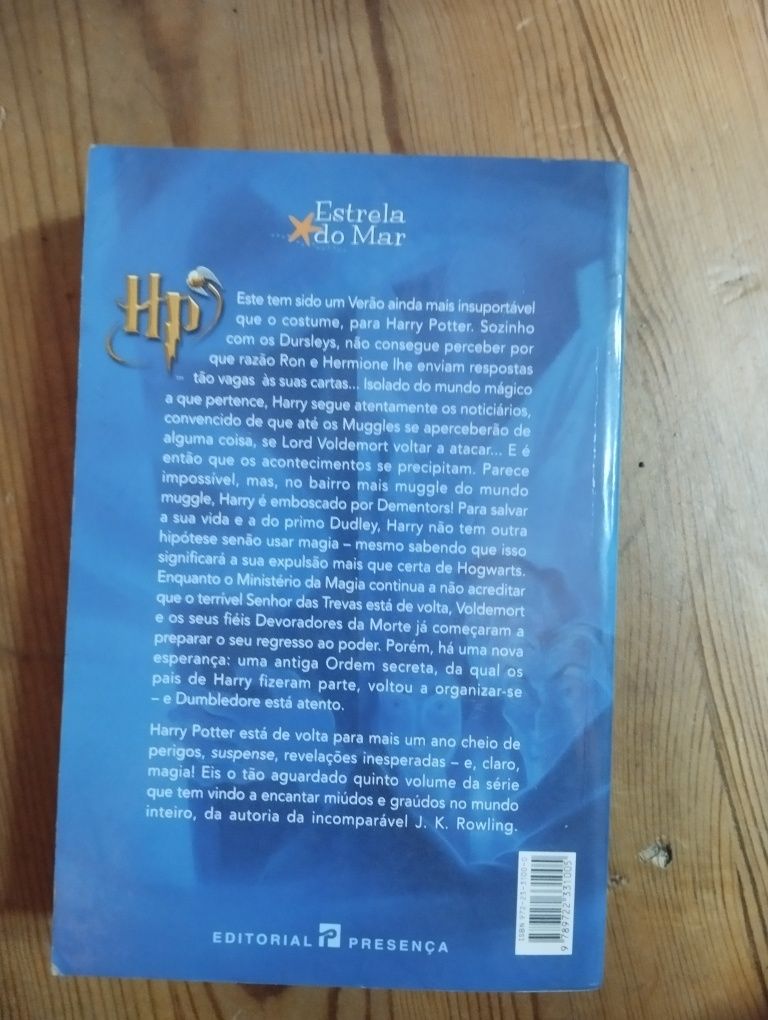 Estrela
do Mar
HP
Este tem sido um Verão ainda mais insuportável
que o costume, para Harry Potter. Sozinho
com os Dursleys, não consegue perceber por
que razão Ron e Hermione lhe enviam respostas
tão vagas às suas cartas... Isolado do mundo mágico
a que pertence, Harry segue atentamente os noticiários,
convencido de que até os Muggles se aperceberão de
alguma coisa, se Lord Voldemort voltar a atacar... E é
então que os acontecimentos se precipitam. Parece
impossível, mas, no bairro mais muggle do mundo
muggle, Harry é emboscado por Dementors! Para salvar
a sua vida e a do primo Dudley, Harry não tem outra
hipótese senão usar magia – mesmo sabendo que isso
significará a sua expulsão mais que certa de Hogwarts.
Enquanto o Ministério da Magia continua a não acreditar
que o terrível Senhor das Trevas está de volta, Voldemort
e os seus fiéis Devoradores da Morte já começaram a
preparar o seu regresso ao poder. Porém, há uma nova
esperança: uma antiga Ordem secreta, da qual os
pais de Harry fizeram parte, voltou a organizar-se
– e Dumbledore está atento.
Harry Potter está de volta para mais um ano cheio de
perigos, suspense, revelações inesperadas – e, claro,
magia! Eis o tão aguardado quinto volume da série
que tem vindo a encantar miúdos e graúdos no mundo
inteiro, da autoria da incomparável J. K. Rowling.
EDITORIAL PRESENÇA
ISBN 972-23-3100-0
9 789722 331005